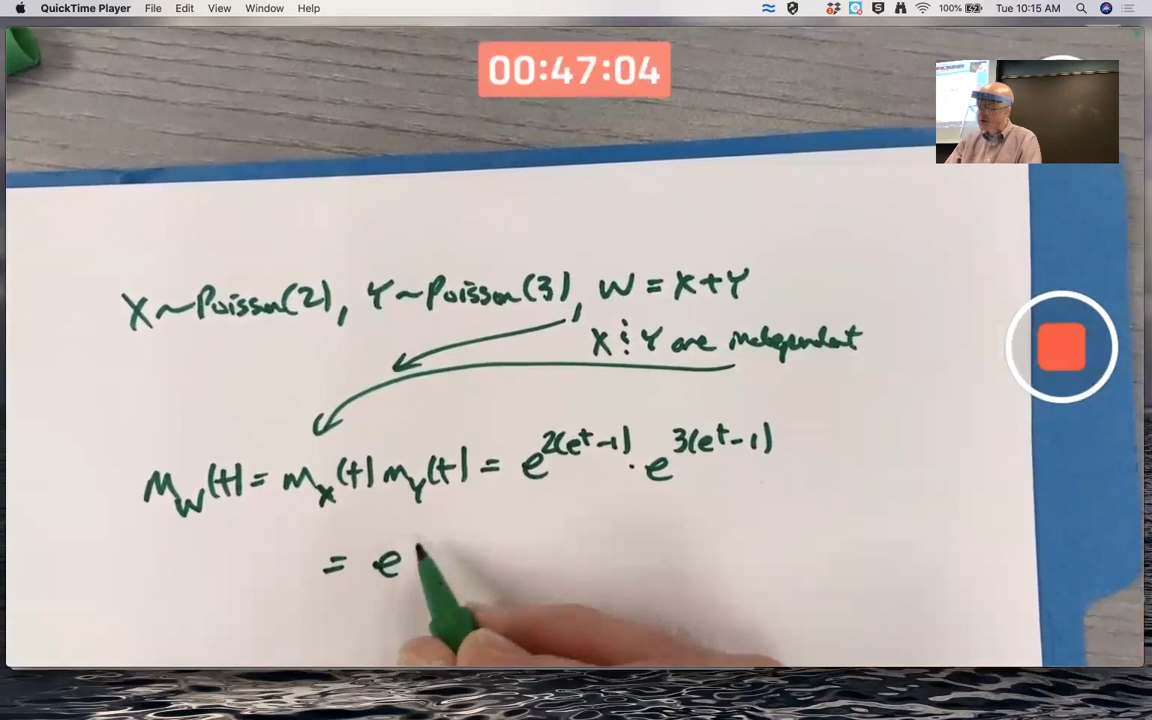 QuickTime Player File Edit View Window Help 100% Tue 10:15 AM
00:47:04
X ~ Poisson(2), Y ~ Poisson(3), W = X + Y
X & Y are independent
M_W(t) = M_X(t) M_Y(t) = e^{2(e^t - 1)} · e^{3(e^t - 1)}
= e